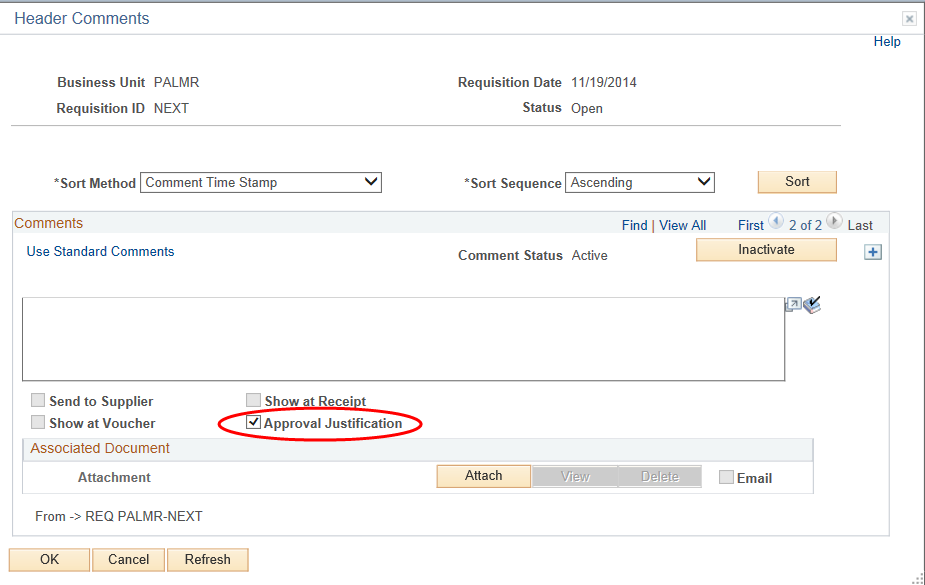 Header Comments
Help
Business Unit PALMR Requisition Date 11/19/2014
Requisition ID NEXT Status Open
*Sort Method Comment Time Stamp *Sort Sequence Ascending Sort
Comments Find | View All First 2 of 2 Last
Use Standard Comments Comment Status Active Inactivate
Send to Supplier Show at Receipt
Show at Voucher Approval Justification
Associated Document
Attachment Attach View Delete Email
From -> REQ PALMR-NEXT
OK Cancel Refresh